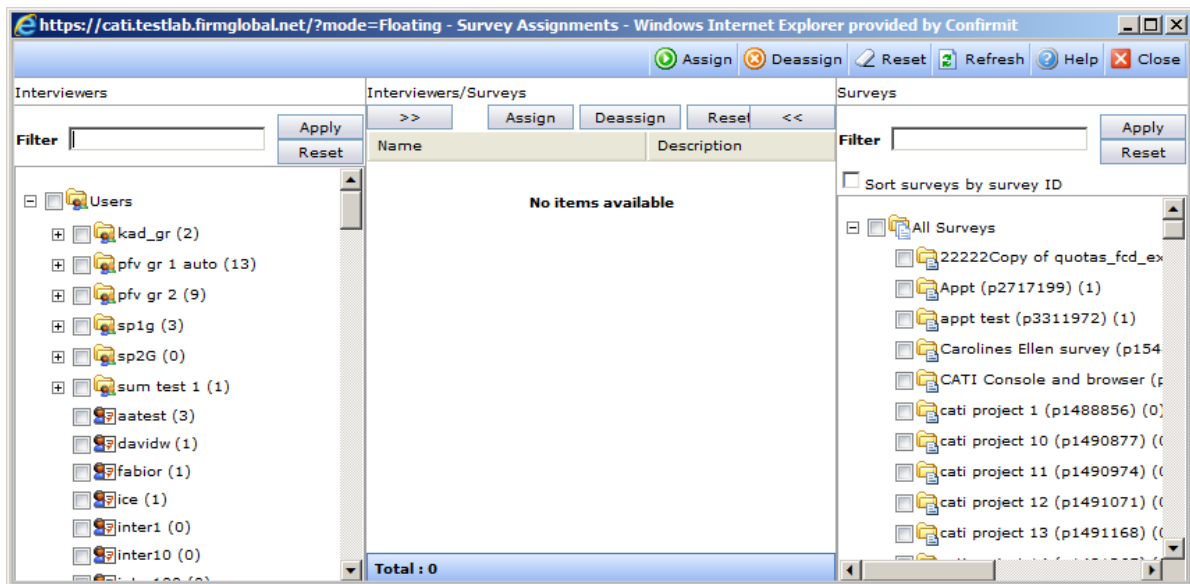 https://cati.testlab.firmglobal.net/?mode=Floating - Survey Assignments - Windows Internet Explorer provided by Confirmit
Assign Deassign Reset Refresh Help Close
Interviewers
Filter
Apply
Reset
Users
kad_gr (2)
pfv gr 1 auto (13)
pfv gr 2 (9)
sp1g (3)
sp2G (0)
sum test 1 (1)
aatest (3)
davidw (1)
fabior (1)
ice (1)
inter1 (0)
inter10 (0)
Interviewers/Surveys
>> Assign Deassign Reset <<
Name Description
No items available
Total : 0
Surveys
Filter
Apply
Reset
Sort surveys by survey ID
All Surveys
22222Copy of quotas_fcd_ex
Appt (p2717199) (1)
appt test (p3311972) (1)
Carolines Ellen survey (p154
CATI Console and browser (p
cati project 1 (p1488856) (0)
cati project 10 (p1490877) (0
cati project 11 (p1490974) (0
cati project 12 (p1491071) (0
cati project 13 (p1491168) (0